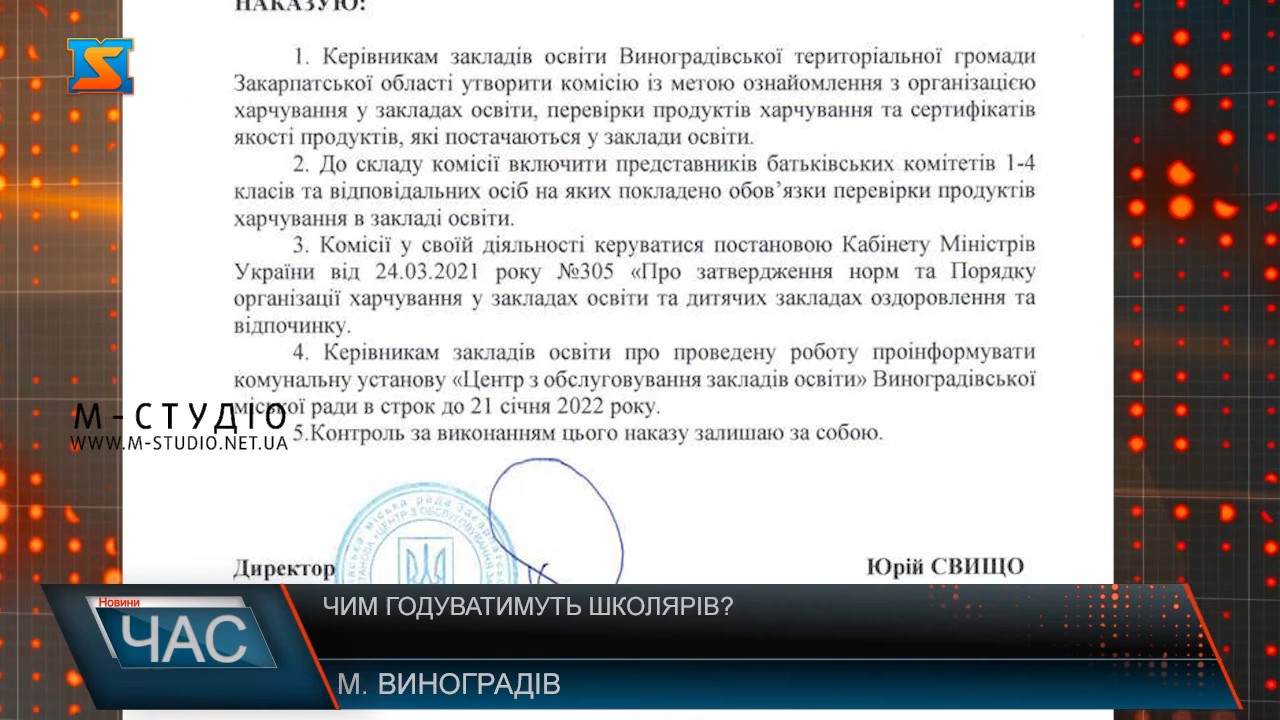 НАКАЗУЮ:
1. Керівникам закладів освіти Виноградівської територіальної громади
Закарпатської області утворити комісію із метою ознайомлення з організацією
харчування у закладах освіти, перевірки продуктів харчування та сертифікатів
якості продуктів, які постачаються у заклади освіти.
2. До складу комісії включити представників батьківських комітетів 1-4
класів та відповідальних осіб на яких покладено обов’язки перевірки продуктів
харчування в закладі освіти.
3. Комісії у своїй діяльності керуватися постановою Кабінету Міністрів
України від 24.03.2021 року №305 «Про затвердження норм та Порядку
організації харчування у закладах освіти та дитячих закладах оздоровлення та
відпочинку.
4. Керівникам закладів освіти про проведену роботу проінформувати
комунальну установу «Центр з обслуговування закладів освіти» Виноградівської
міської ради в строк до 21 січня 2022 року.
5.Контроль за виконанням цього наказу залишаю за собою.
М-СТУДІО
WWW.M-STUDIO.NET.UA
міська рада
ЦЕНТР З ОБСЛУГОВУВАННЯ
Директор
Юрій СВИЩО
Новини
ЧАС
ЧИМ ГОДУВАТИМУТЬ ШКОЛЯРІВ?
М. ВИНОГРАДІВ